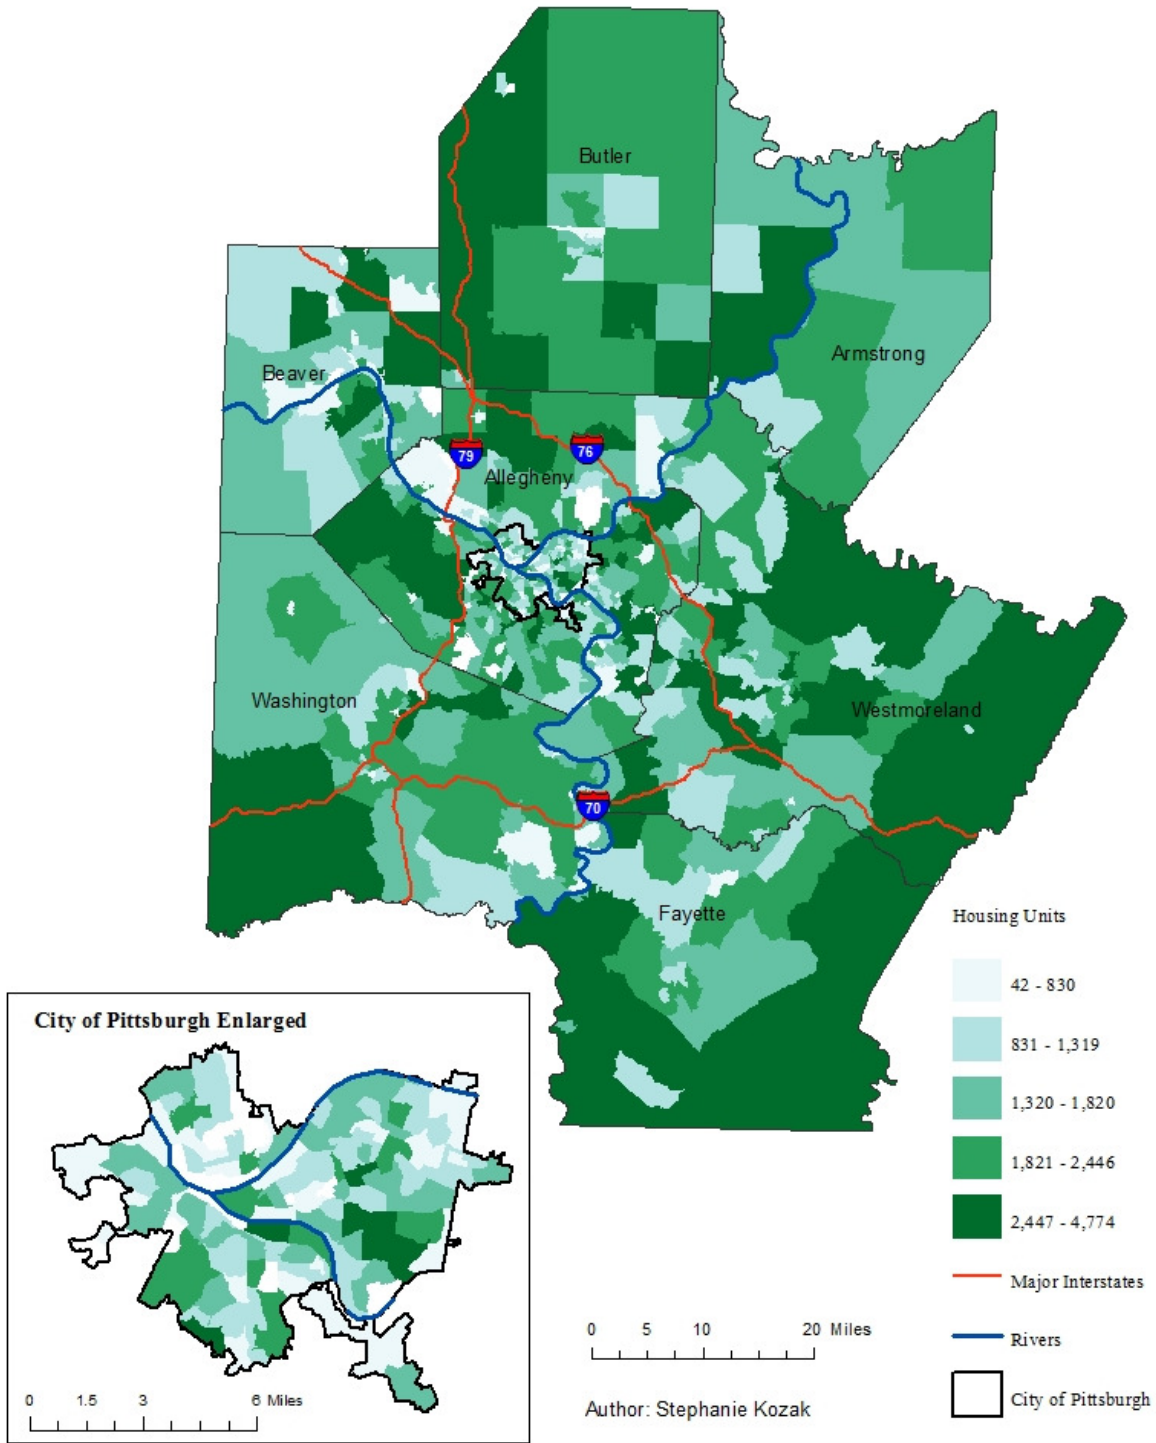 Butler
Beaver
Armstrong
79
76
Allegheny
Washington
Westmoreland
70
Fayette
Housing Units
42 - 830
831 - 1,319
1,320 - 1,820
1,821 - 2,446
2,447 - 4,774
Major Interstates
Rivers
City of Pittsburgh
City of Pittsburgh Enlarged
0 1.5 3 6 Miles
0 5 10 20 Miles
Author: Stephanie Kozak